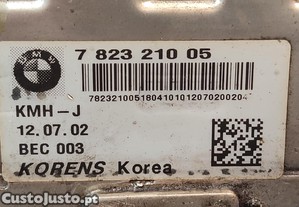 BMW
7 823 210 05
7823210051804101012070200204
KMH-J
12.07.02
BEC 003
KORENS Korea
CustoJusto.pt